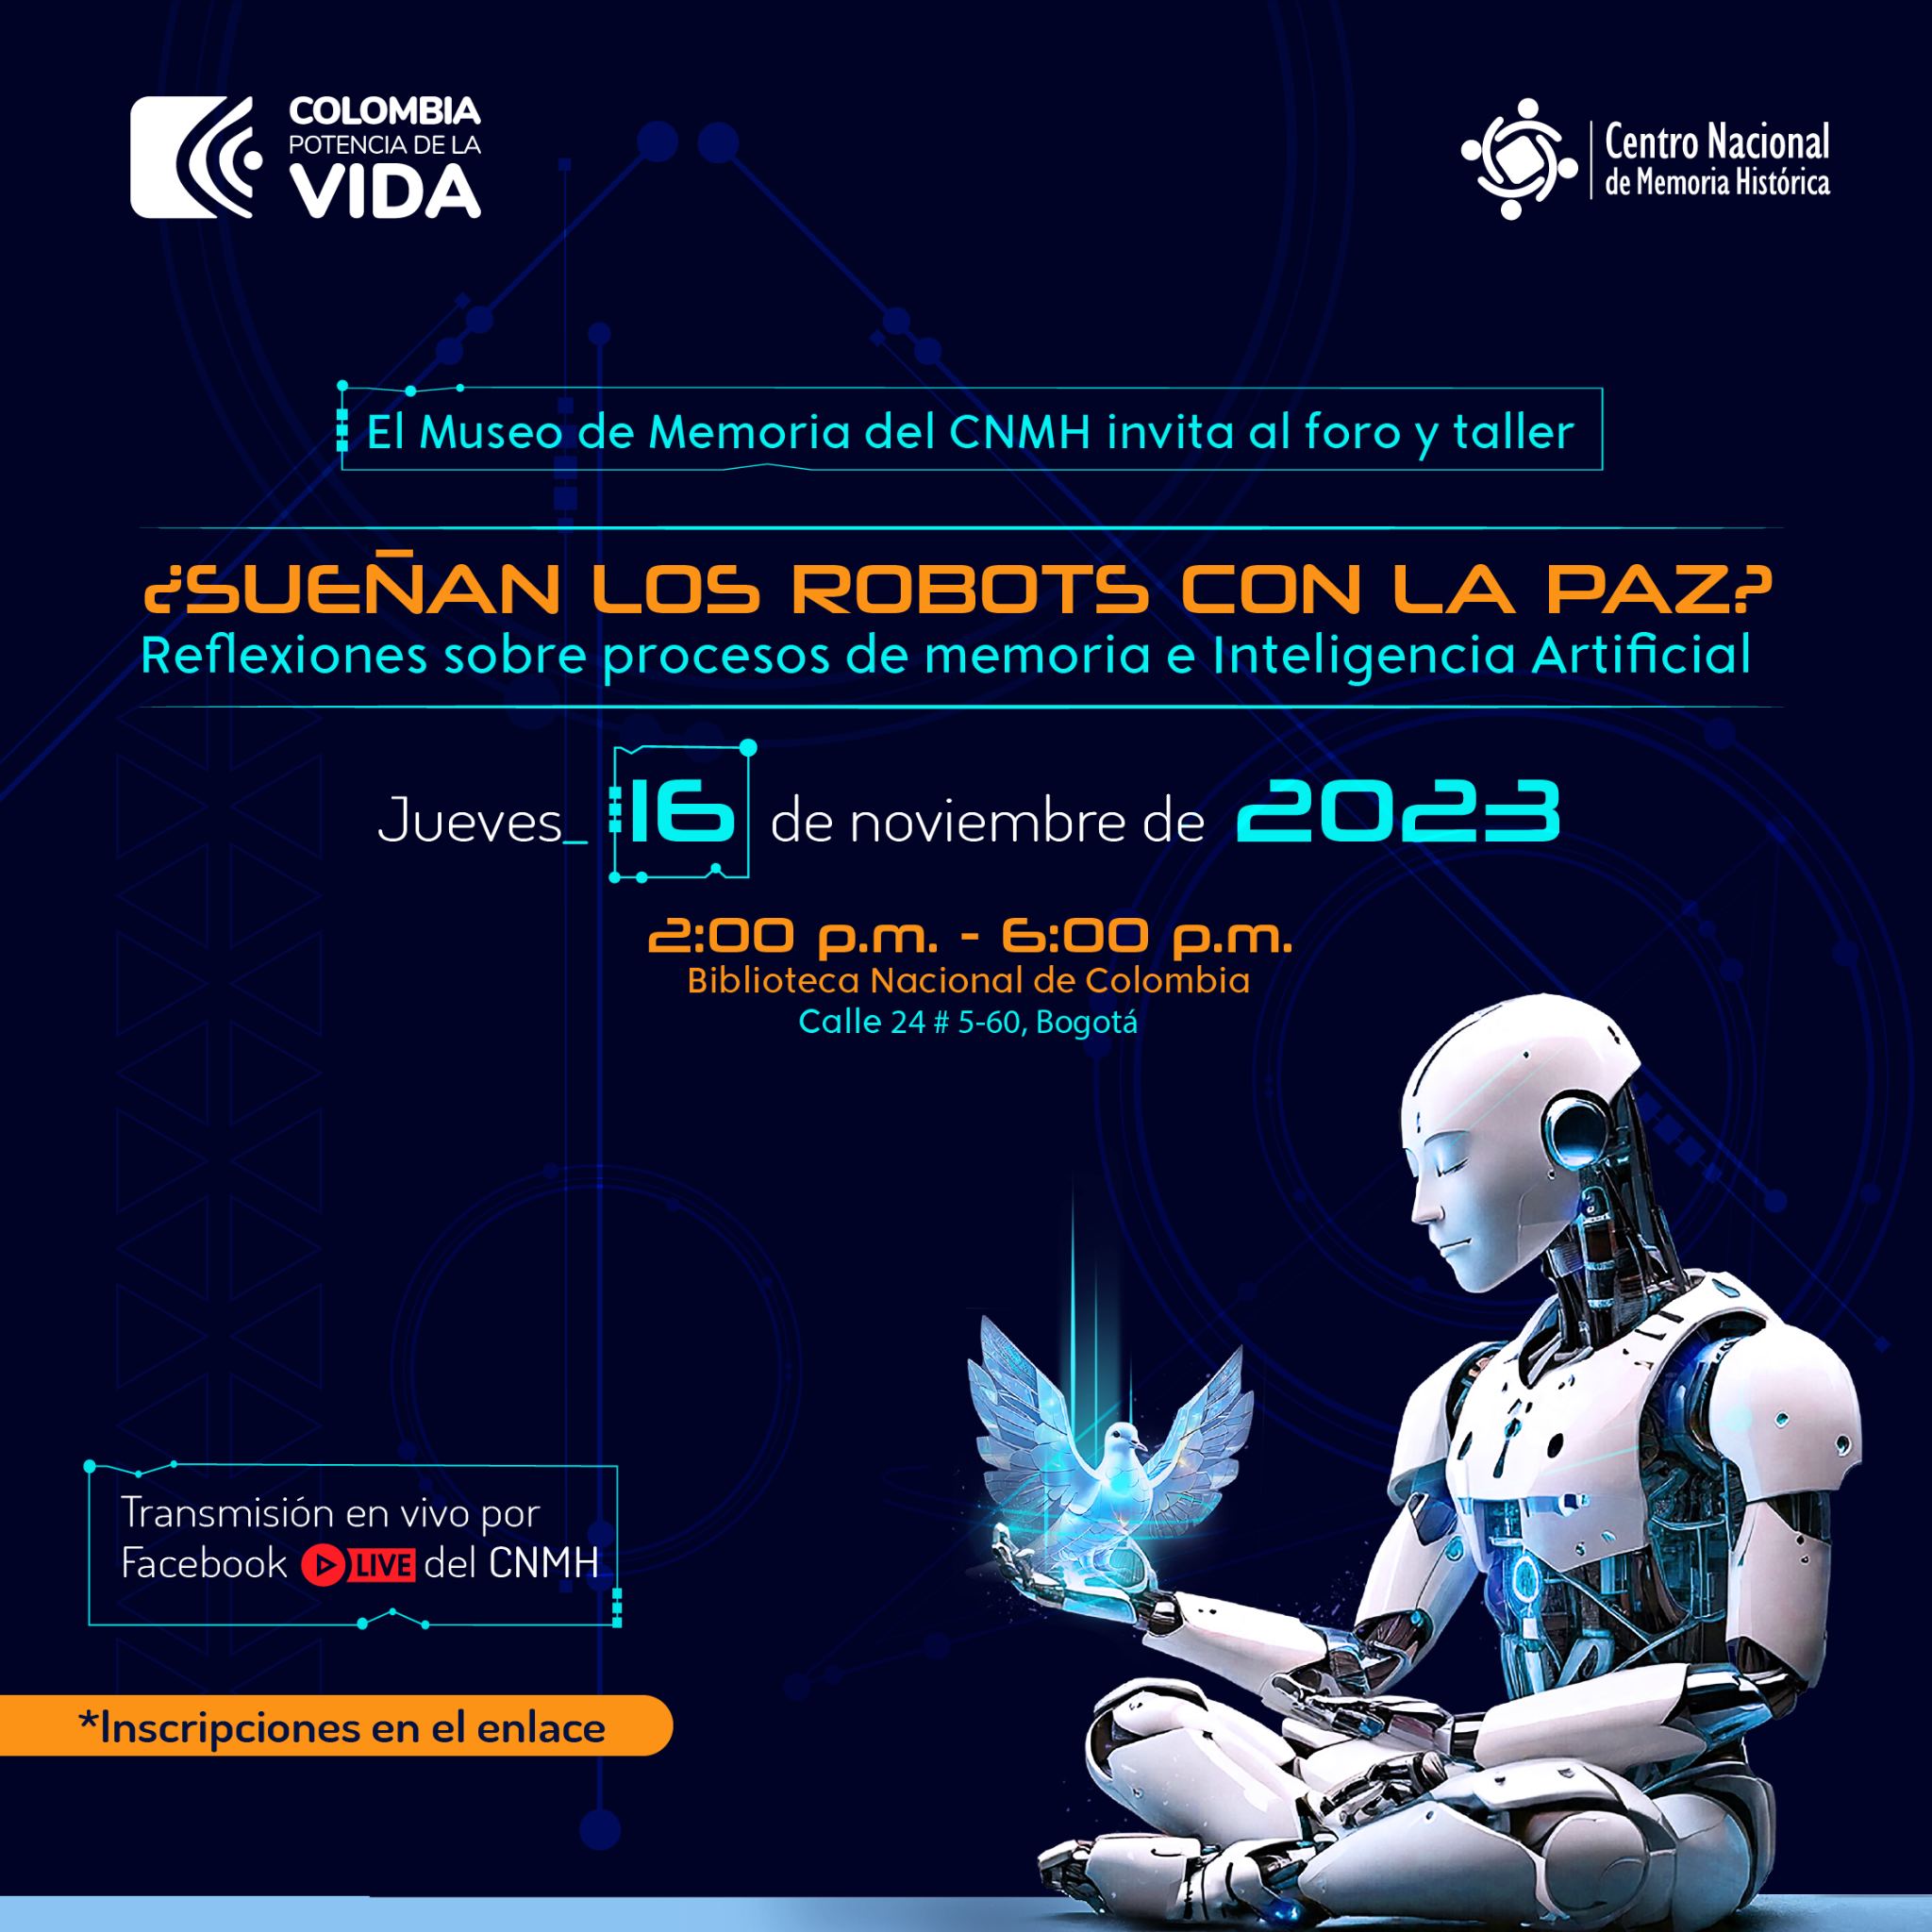 COLOMBIA
POTENCIA DE LA
VIDA
Centro Nacional
de Memoria Histórica
El Museo de Memoria del CNMH invita al foro y taller
¿SUEÑAN LOS ROBOTS CON LA PAZ?
Reflexiones sobre procesos de memoria e Inteligencia Artificial
Jueves_ 16 de noviembre de 2023
2:00 p.m. - 6:00 p.m.
Biblioteca Nacional de Colombia
Calle 24 # 5-60, Bogotá
Transmisión en vivo por
Facebook LIVE del CNMH
*Inscripciones en el enlace